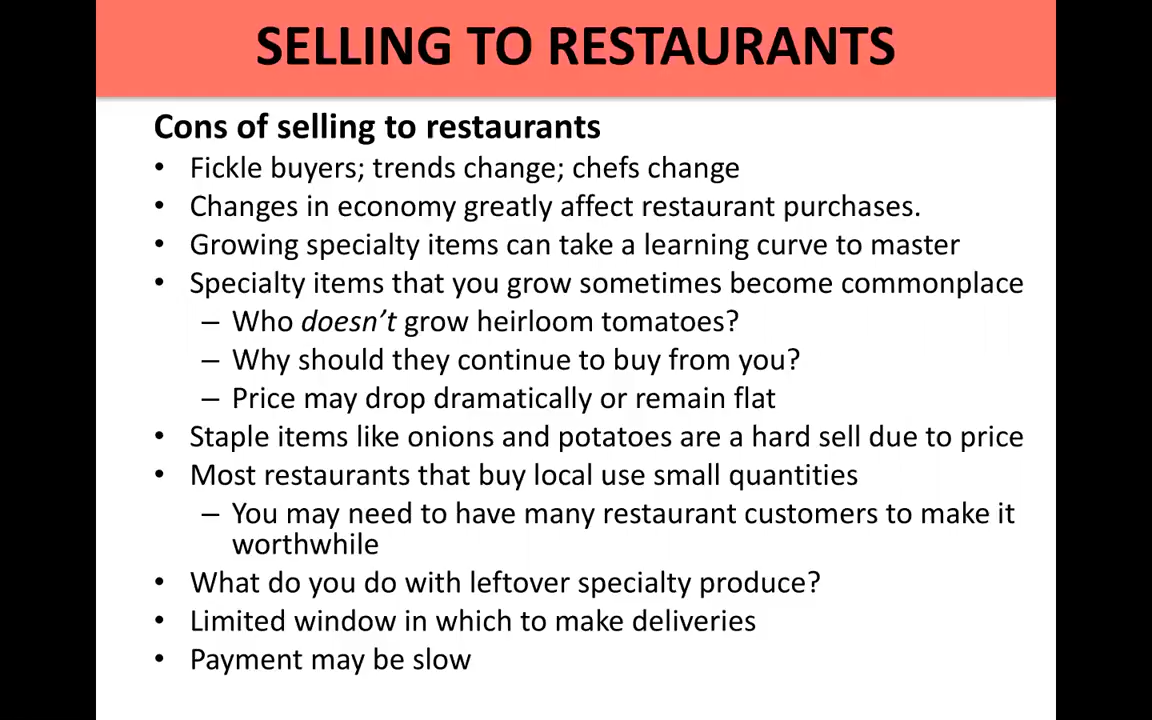 SELLING TO RESTAURANTS
Cons of selling to restaurants
• Fickle buyers; trends change; chefs change
• Changes in economy greatly affect restaurant purchases.
• Growing specialty items can take a learning curve to master
• Specialty items that you grow sometimes become commonplace
– Who doesn't grow heirloom tomatoes?
– Why should they continue to buy from you?
– Price may drop dramatically or remain flat
• Staple items like onions and potatoes are a hard sell due to price
• Most restaurants that buy local use small quantities
– You may need to have many restaurant customers to make it
worthwhile
• What do you do with leftover specialty produce?
• Limited window in which to make deliveries
• Payment may be slow